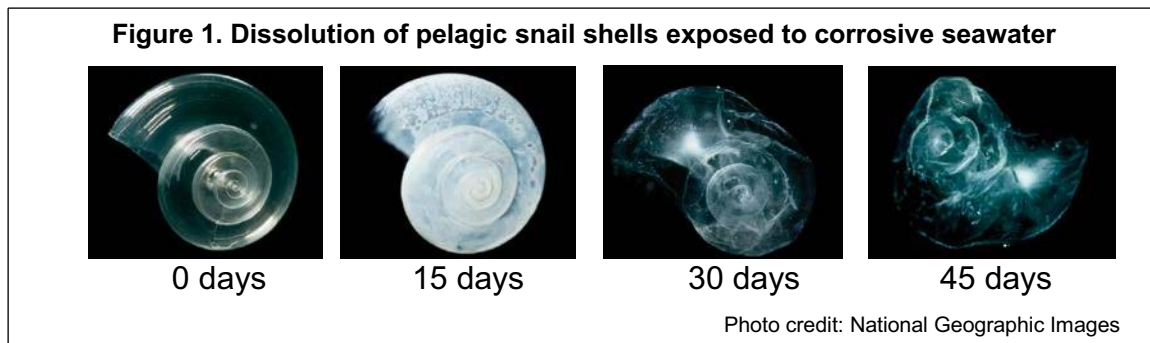 Figure 1. Dissolution of pelagic snail shells exposed to corrosive seawater
0 days 15 days 30 days 45 days
Photo credit: National Geographic Images